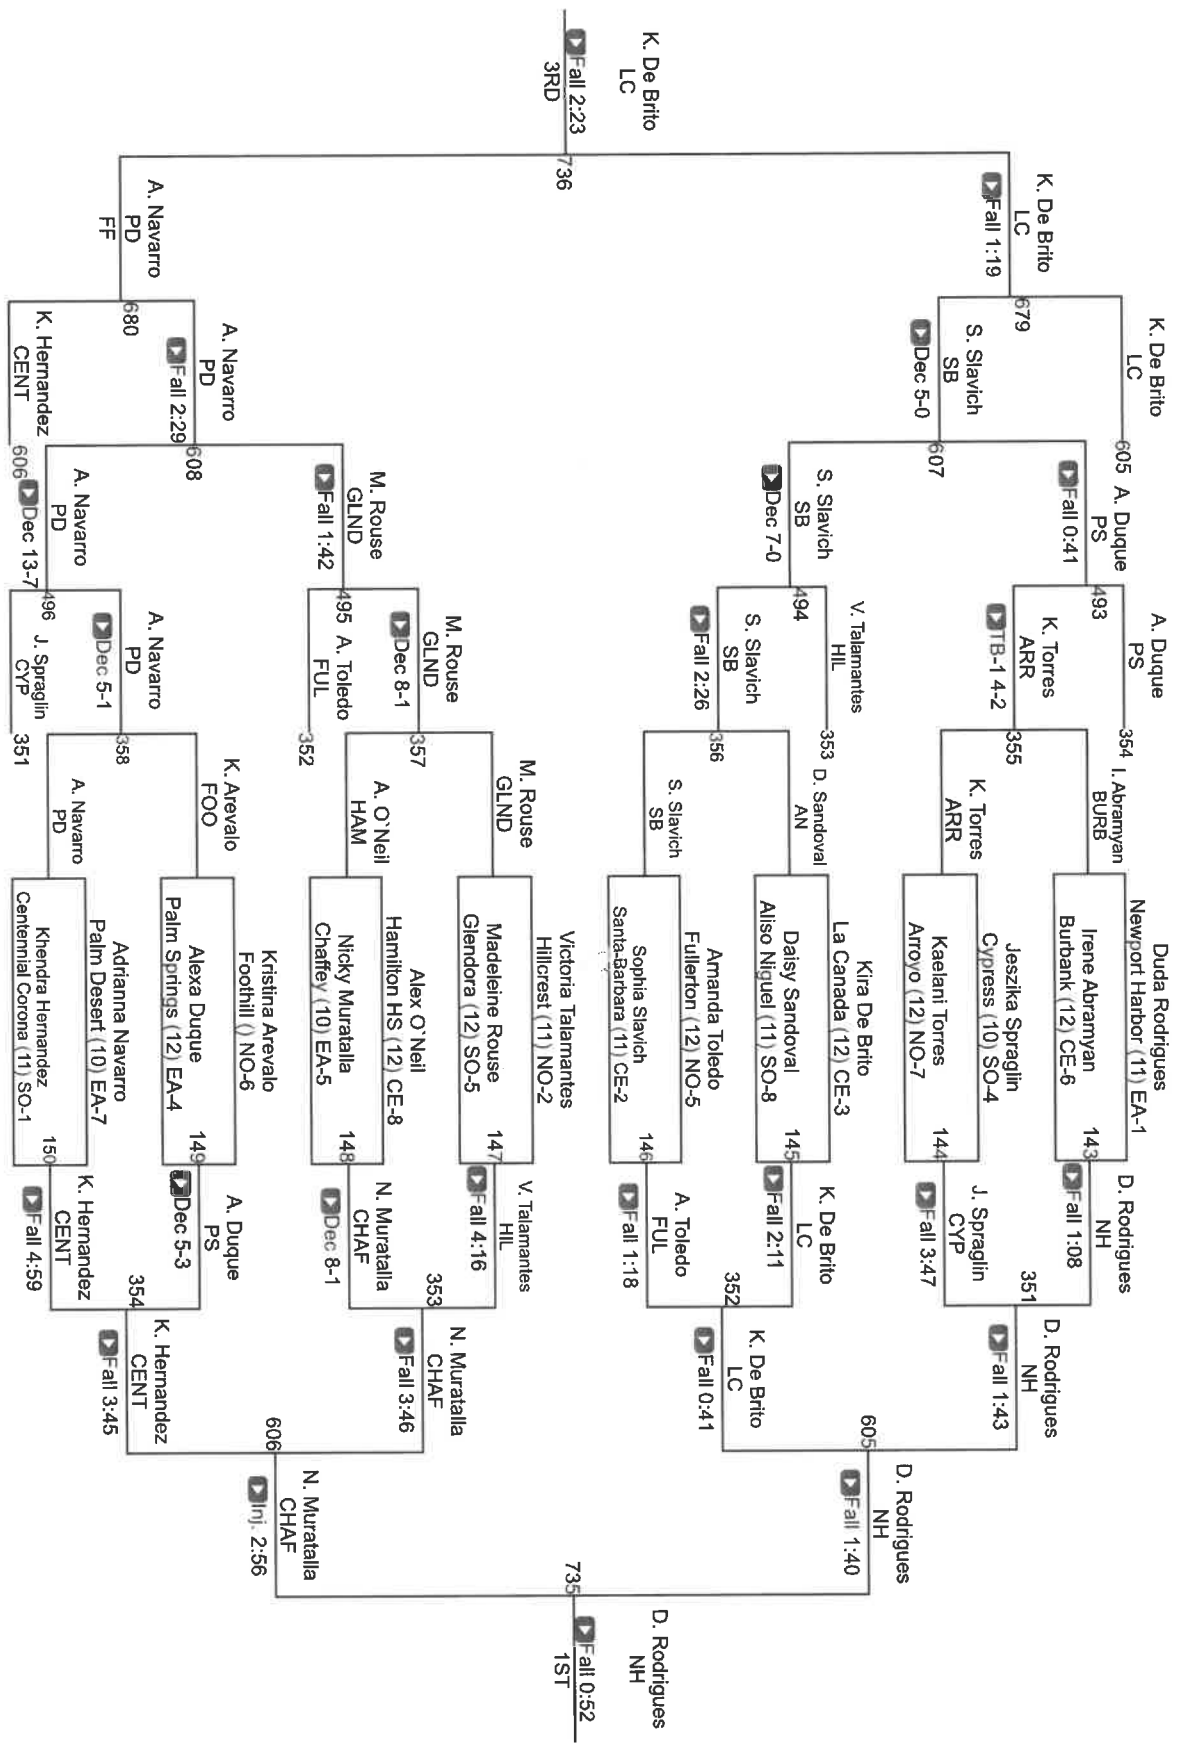 K. De Brito
LC
Fall 2:23
3RD
736
K. De Brito
LC
Fall 1:19
A. Navarro
PD
FF
K. De Brito
LC
679
S. Slavich
SB
Dec 5-0
A. Navarro
PD
Fall 2:29
680
K. Hernandez
CENT
605
A. Duque
PS
Fall 0:41
607
S. Slavich
SB
Dec 7-0
M. Rouse
GLND
Fall 1:42
608
A. Navarro
PD
Dec 13-7
606
A. Duque
PS
493
K. Torres
ARR
TB-1 4-2
V. Talamantes
HIL
494
S. Slavich
SB
Fall 2:26
M. Rouse
GLND
Dec 8-1
495
A. Toledo
FUL
A. Navarro
PD
Dec 5-1
496
J. Spraglin
CYP
354
I. Abramyan
BURB
355
K. Torres
ARR
353
D. Sandoval
AN
356
S. Slavich
SB
M. Rouse
GLND
357
A. O`Neil
HAM
352
K. Arevalo
FOO
358
A. Navarro
PD
351
Duda Rodrigues
Newport Harbor (11) EA-1
Irene Abramyan
Burbank (12) CE-6
143
Jeszika Spraglin
Cypress (10) SO-4
Kaelani Torres
Arroyo (12) NO-7
144
Kira De Brito
La Canada (12) CE-3
Daisy Sandoval
Aliso Niguel (11) SO-8
145
Amanda Toledo
Fullerton (12) NO-5
Sophia Slavich
Santa-Barbara (11) CE-2
146
Victoria Talamantes
Hillcrest (11) NO-2
Madeleine Rouse
Glendora (12) SO-5
147
Alex O`Neil
Hamilton HS (12) CE-8
Nicky Muratalla
Chaffey (10) EA-5
148
Kristina Arevalo
Foothill () NO-6
Alexa Duque
Palm Springs (12) EA-4
149
Adrianna Navarro
Palm Desert (10) EA-7
Khendra Hernandez
Centennial Corona (11) SO-1
150
D. Rodrigues
NH
Fall 1:08
351
J. Spraglin
CYP
Fall 3:47
K. De Brito
LC
Fall 2:11
352
A. Toledo
FUL
Fall 1:18
V. Talamantes
HIL
Fall 4:16
353
N. Muratalla
CHAF
Dec 8-1
A. Duque
PS
Dec 5-3
354
K. Hernandez
CENT
Fall 4:59
D. Rodrigues
NH
Fall 1:43
605
K. De Brito
LC
Fall 0:41
N. Muratalla
CHAF
Fall 3:46
606
K. Hernandez
CENT
Fall 3:45
D. Rodrigues
NH
Fall 1:40
735
N. Muratalla
CHAF
Inj. 2:56
D. Rodrigues
NH
Fall 0:52
1ST